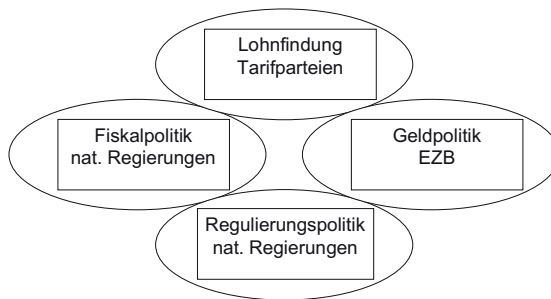 Lohnfindung
Tarifparteien
Fiskalpolitik
nat. Regierungen
Geldpolitik
EZB
Regulierungspolitik
nat. Regierungen